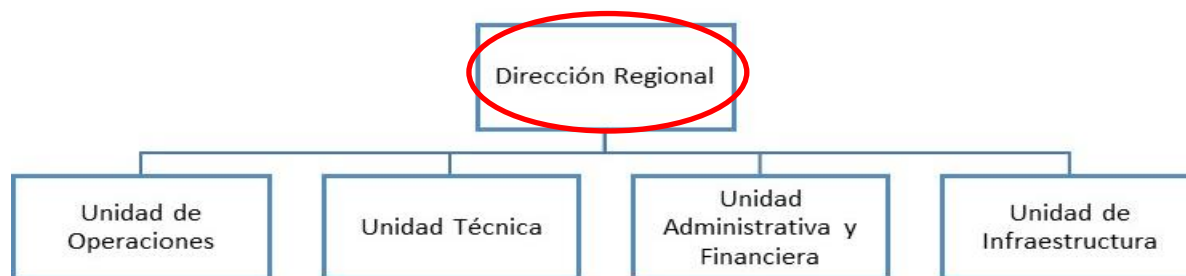 Dirección Regional
Unidad de
Operaciones
Unidad Técnica
Unidad
Administrativa y
Financiera
Unidad de
Infraestructura